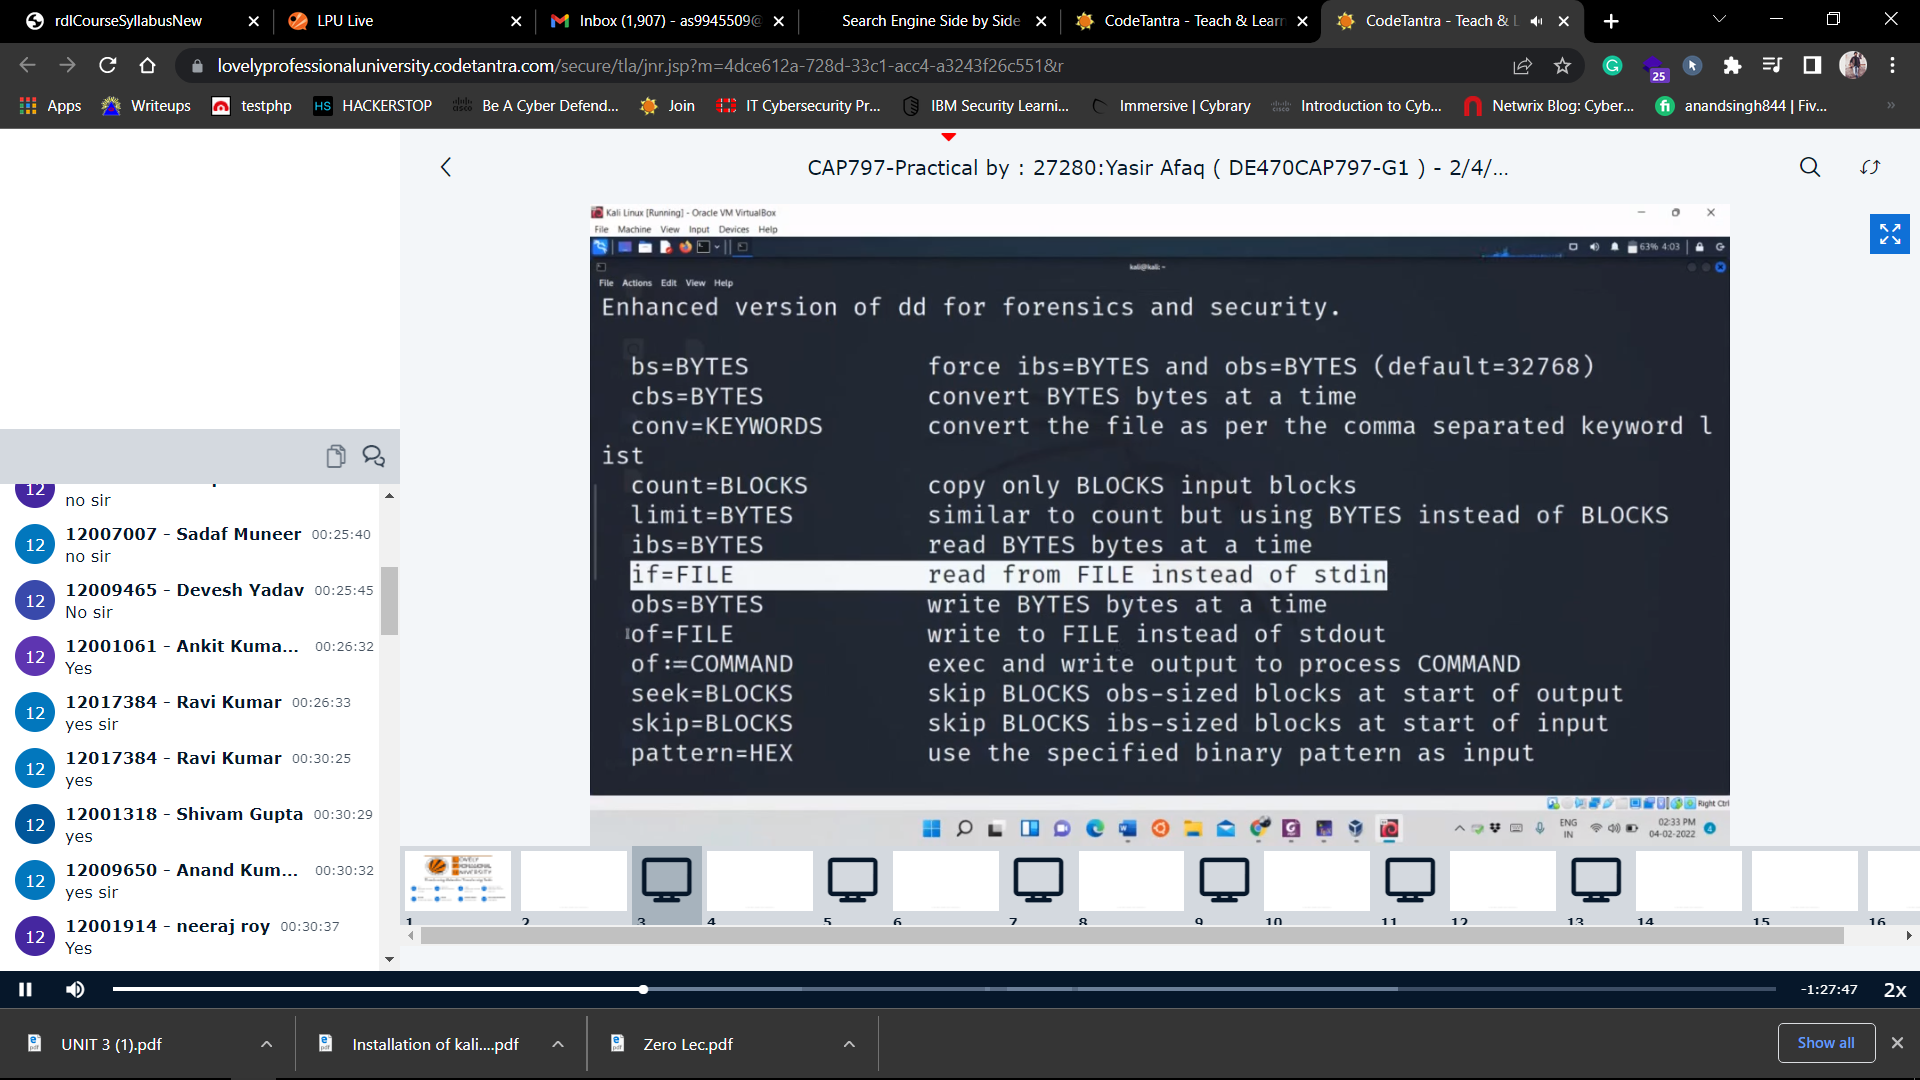 rdlCourseSyllabusNew
LPU Live
Inbox (1,907) - as9945509@
Search Engine Side by Side
CodeTantra - Teach & Learn
CodeTantra - Teach & L
lovelyprofessionaluniversity.codetantra.com/secure/tla/jnr.jsp?m=4dce612a-728d-33c1-acc4-a3243f26c551&r
25
Apps
Writeups
testphp
HS HACKERSTOP
Be A Cyber Defend...
Join
IT Cybersecurity Pr...
IBM Security Learni...
Immersive | Cybrary
Introduction to Cyb...
Netwrix Blog: Cyber...
anandsingh844 | Fiv...
»
CAP797-Practical by : 27280:Yasir Afaq ( DE470CAP797-G1 ) - 2/4/...
Kali Linux [Running] - Oracle VM VirtualBox
File Machine View Input Devices Help
63% 4:03
kali@kali: ~
File Actions Edit View Help
Enhanced version of dd for forensics and security.
bs=BYTES force ibs=BYTES and obs=BYTES (default=32768)
cbs=BYTES convert BYTES bytes at a time
conv=KEYWORDS convert the file as per the comma separated keyword l
ist
count=BLOCKS copy only BLOCKS input blocks
limit=BYTES similar to count but using BYTES instead of BLOCKS
ibs=BYTES read BYTES bytes at a time
if=FILE read from FILE instead of stdin
obs=BYTES write BYTES bytes at a time
of=FILE write to FILE instead of stdout
of:=COMMAND exec and write output to process COMMAND
seek=BLOCKS skip BLOCKS obs-sized blocks at start of output
skip=BLOCKS skip BLOCKS ibs-sized blocks at start of input
pattern=HEX use the specified binary pattern as input
Right Ctrl
ENG
IN
02:33 PM
04-02-2022
4
12
no sir
12 12007007 - Sadaf Muneer 00:25:40
no sir
12 12009465 - Devesh Yadav 00:25:45
No sir
12 12001061 - Ankit Kuma... 00:26:32
Yes
12 12017384 - Ravi Kumar 00:26:33
yes sir
12 12017384 - Ravi Kumar 00:30:25
yes
12 12001318 - Shivam Gupta 00:30:29
yes
12 12009650 - Anand Kum... 00:30:32
yes sir
12 12001914 - neeraj roy 00:30:37
Yes
1 2 3 4 5 6 7 8 9 10 11 12 13 14 15 16
-1:27:47 2x
UNIT 3 (1).pdf
Installation of kali....pdf
Zero Lec.pdf
Show all